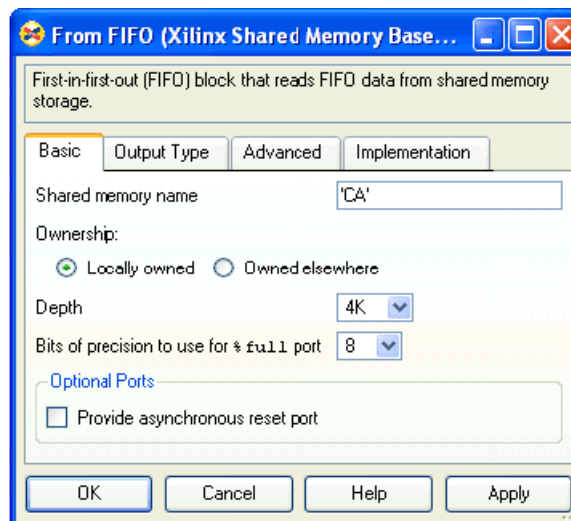 From FIFO (Xilinx Shared Memory Base...
First-in-first-out (FIFO) block that reads FIFO data from shared memory
storage.
Basic Output Type Advanced Implementation
Shared memory name 'CA'
Ownership:
Locally owned Owned elsewhere
Depth 4K
Bits of precision to use for % full port 8
Optional Ports
Provide asynchronous reset port
OK Cancel Help Apply